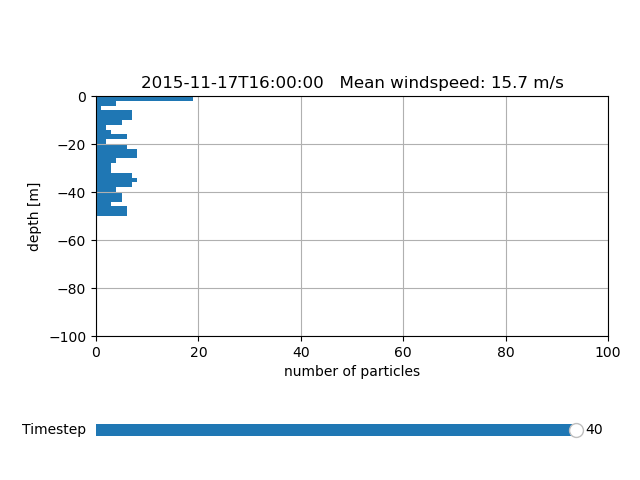 2015-11-17T16:00:00   Mean windspeed: 15.7 m/s
0
−20
−40
−60
−80
−100
depth [m]
0 20 40 60 80 100
number of particles
Timestep 40